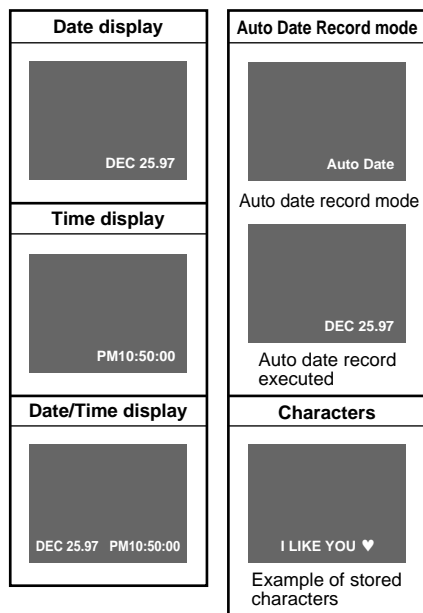 Date display
DEC 25.97
Time display
PM10:50:00
Date/Time display
DEC 25.97 PM10:50:00
Auto Date Record mode
Auto Date
Auto date record mode
DEC 25.97
Auto date record
executed
Characters
I LIKE YOU ♥
Example of stored
characters